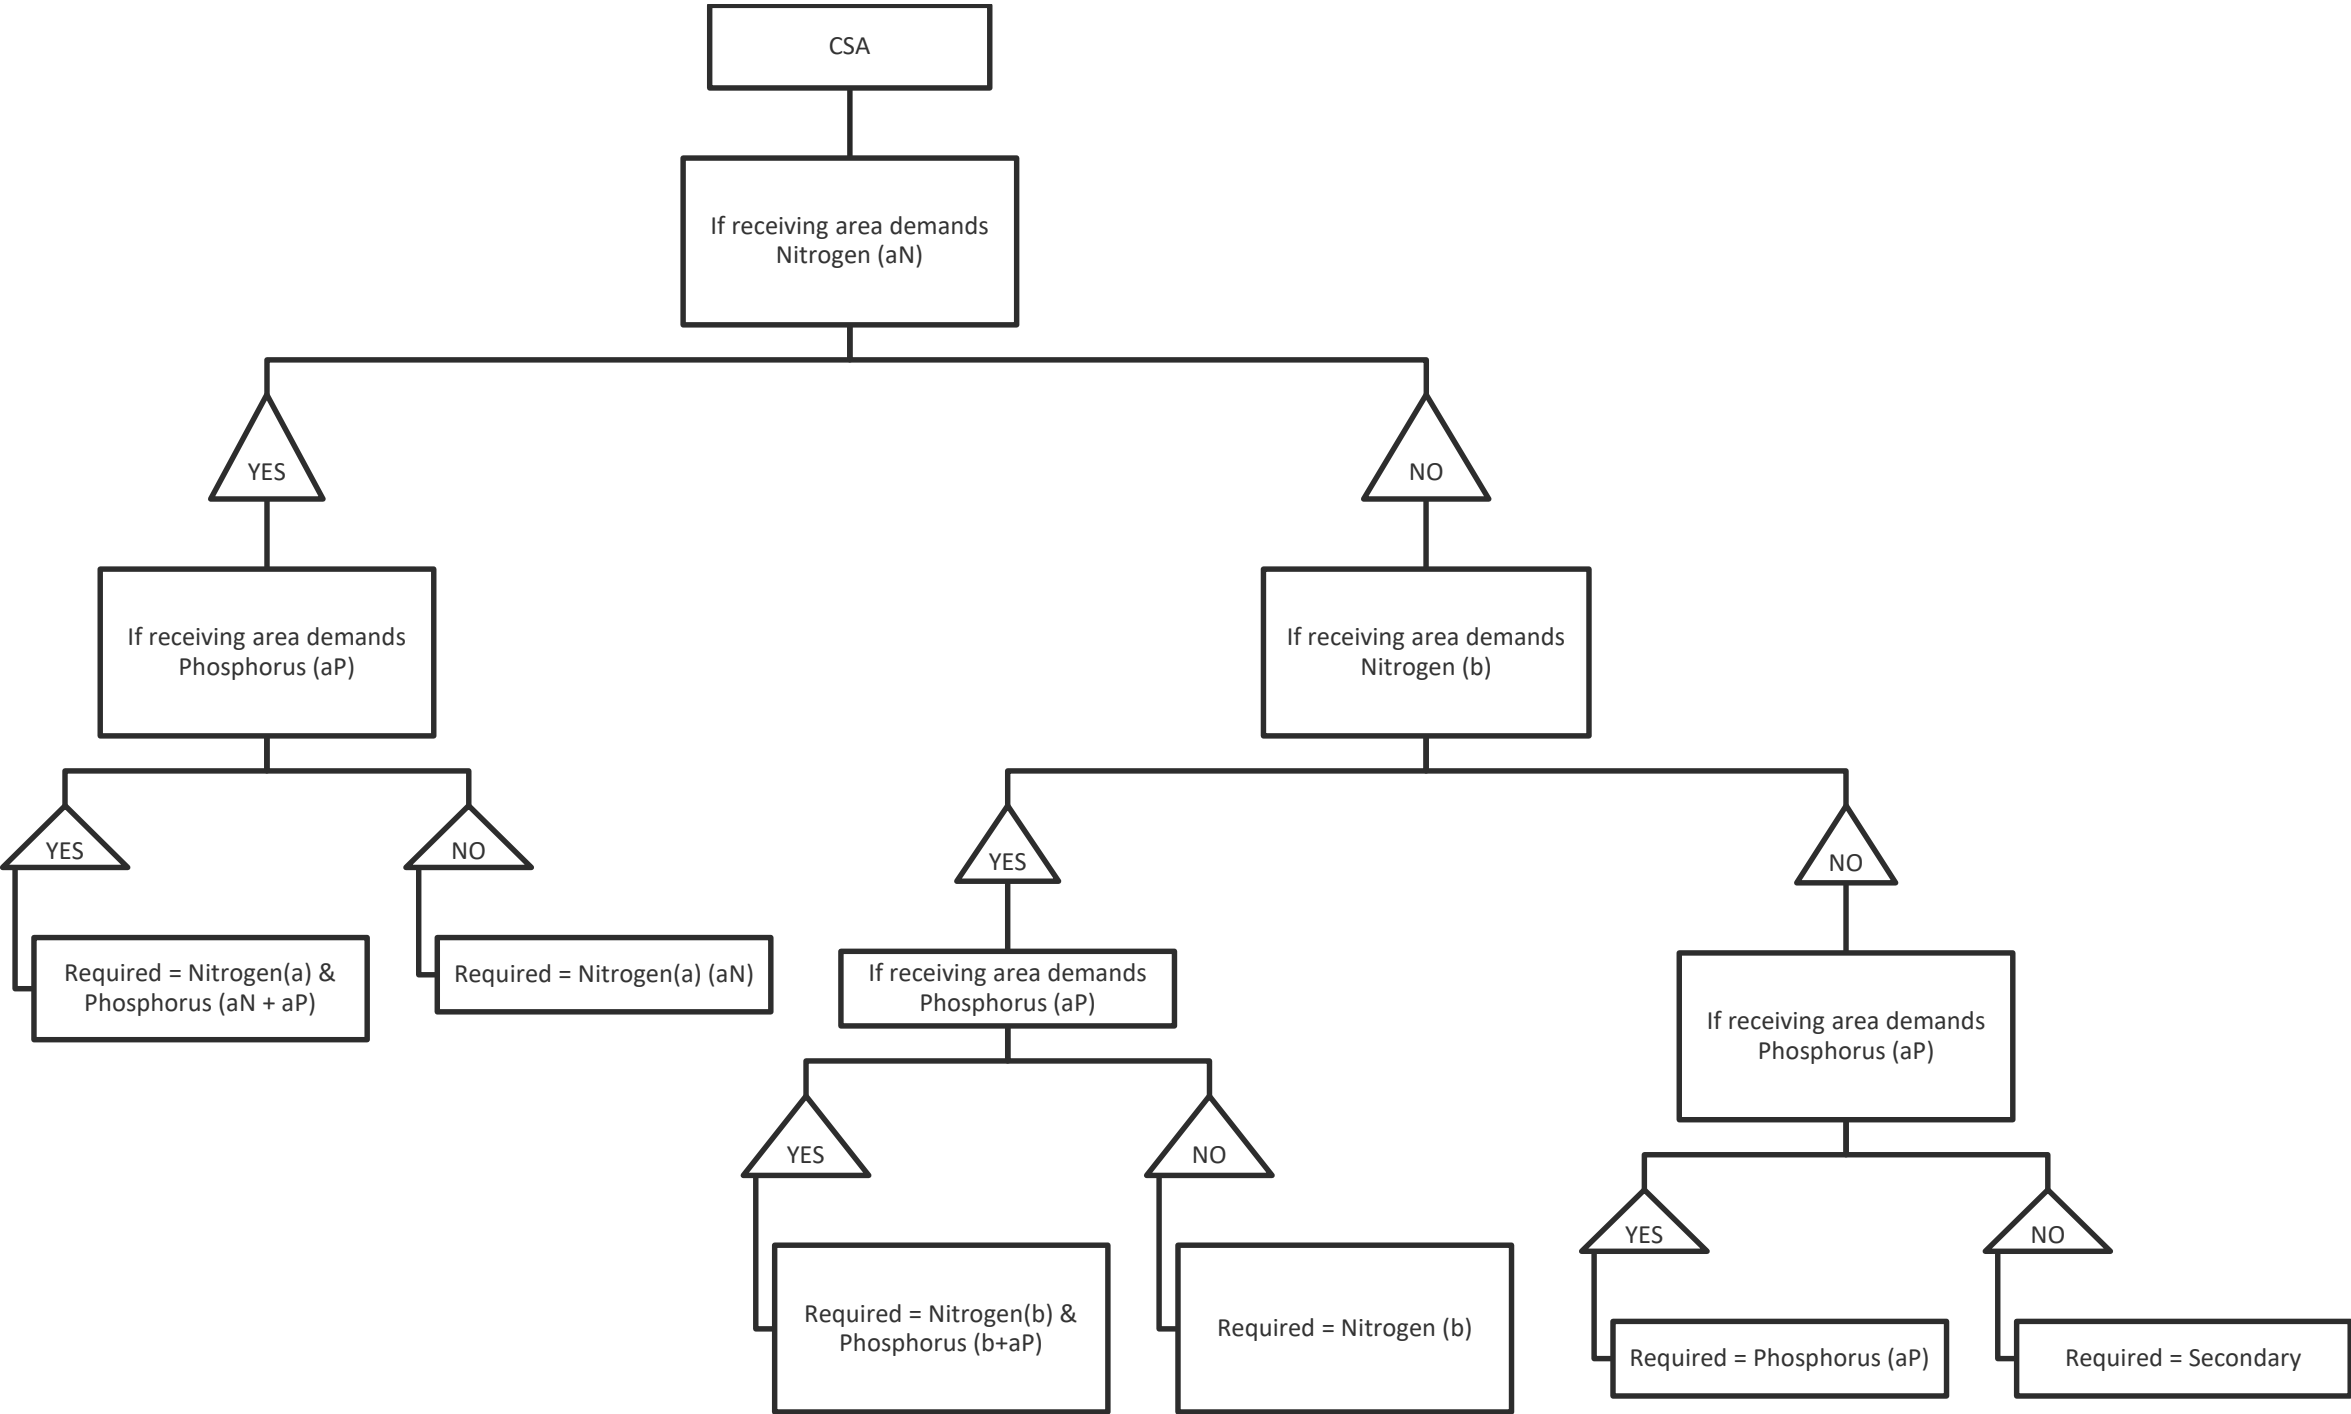 CSA
If receiving area demands
Nitrogen (aN)
YES
NO
If receiving area demands
Phosphorus (aP)
If receiving area demands
Nitrogen (b)
YES
NO
YES
NO
Required = Nitrogen(a) &
Phosphorus (aN + aP)
Required = Nitrogen(a) (aN)
If receiving area demands
Phosphorus (aP)
If receiving area demands
Phosphorus (aP)
YES
NO
YES
NO
Required = Nitrogen(b) &
Phosphorus (b+aP)
Required = Nitrogen (b)
Required = Phosphorus (aP)
Required = Secondary